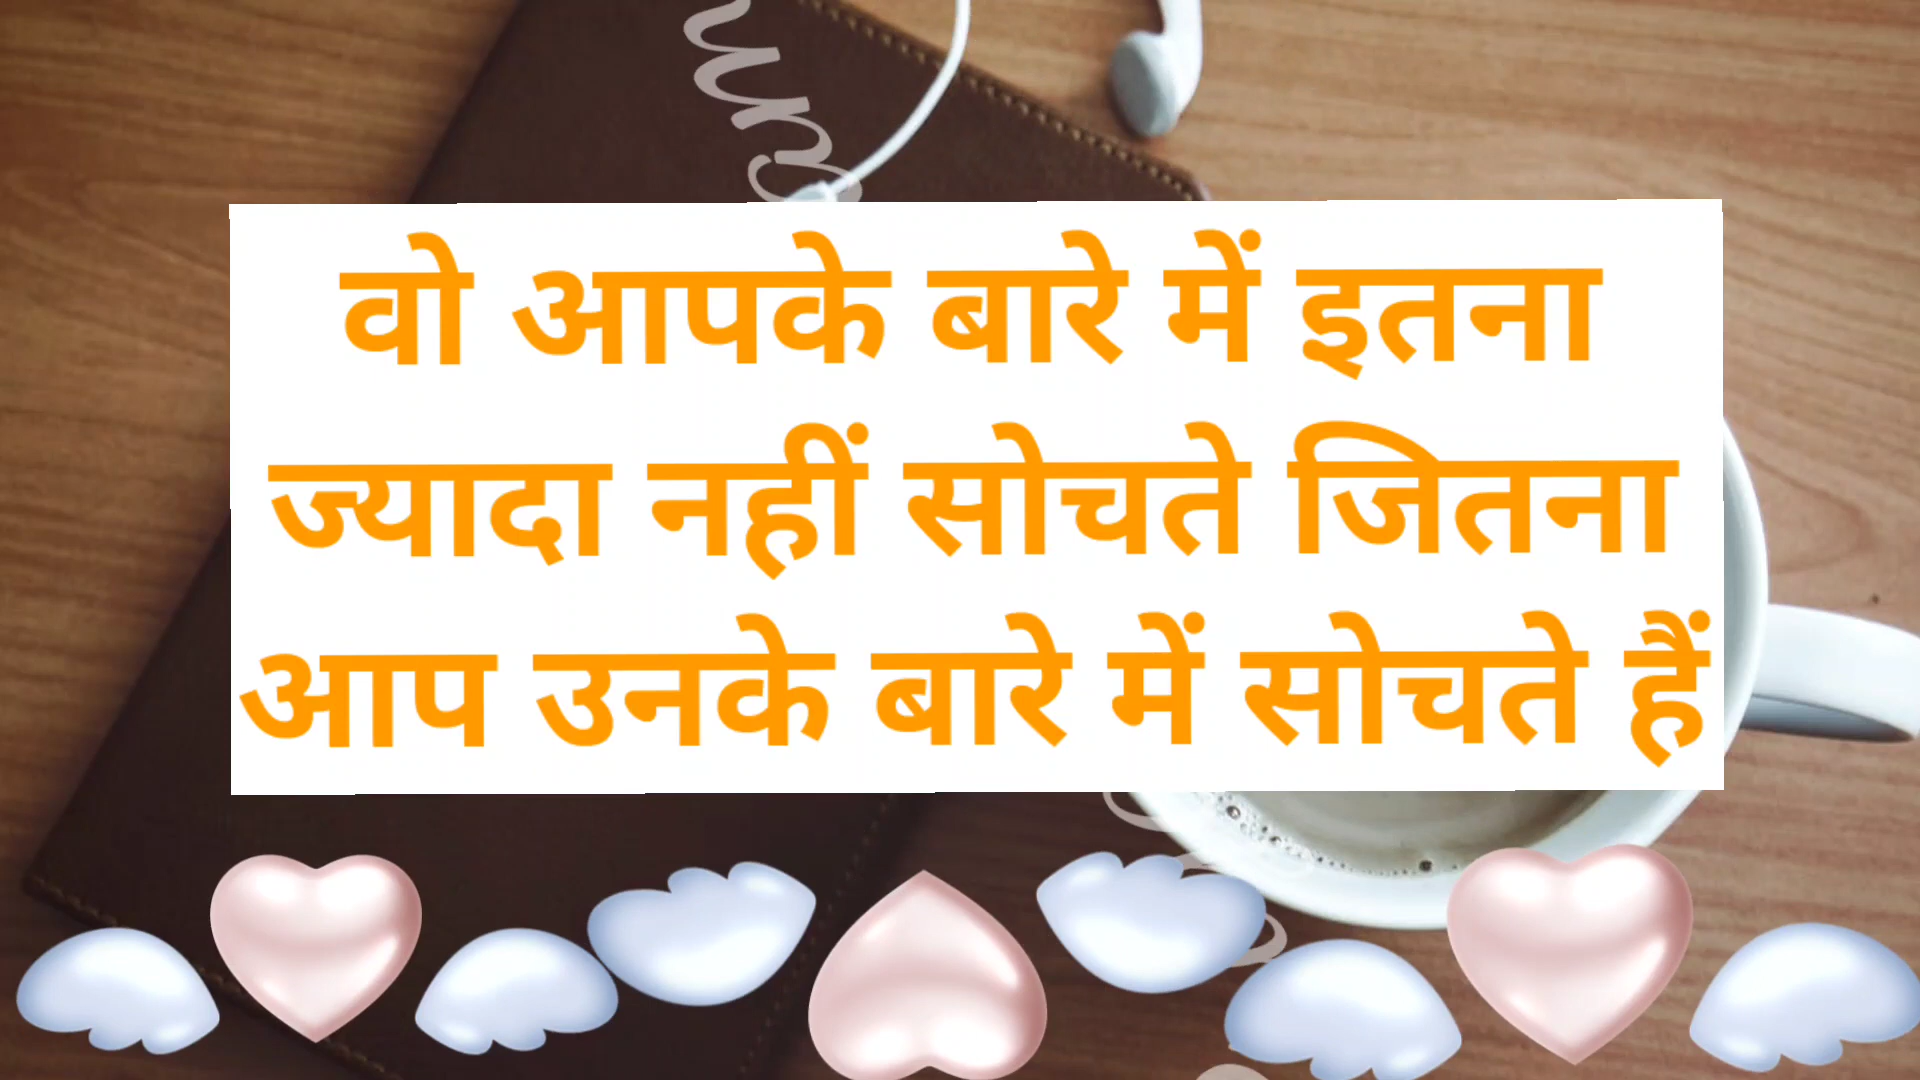 वो आपके बारे में इतना
ज्यादा नहीं सोचते जितना
आप उनके बारे में सोचते हैं